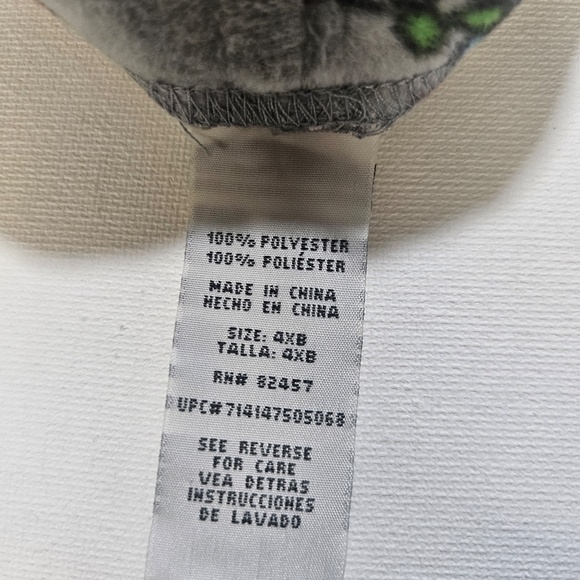 100% POLYESTER
100% POLIÉSTER
MADE IN CHINA
HECHO EN CHINA
SIZE: 4XB
TALLA: 4XB
RN# 82457
UPC#714147505068
SEE REVERSE
FOR CARE
VEA DETRAS
INSTRUCCIONES
DE LAVADO